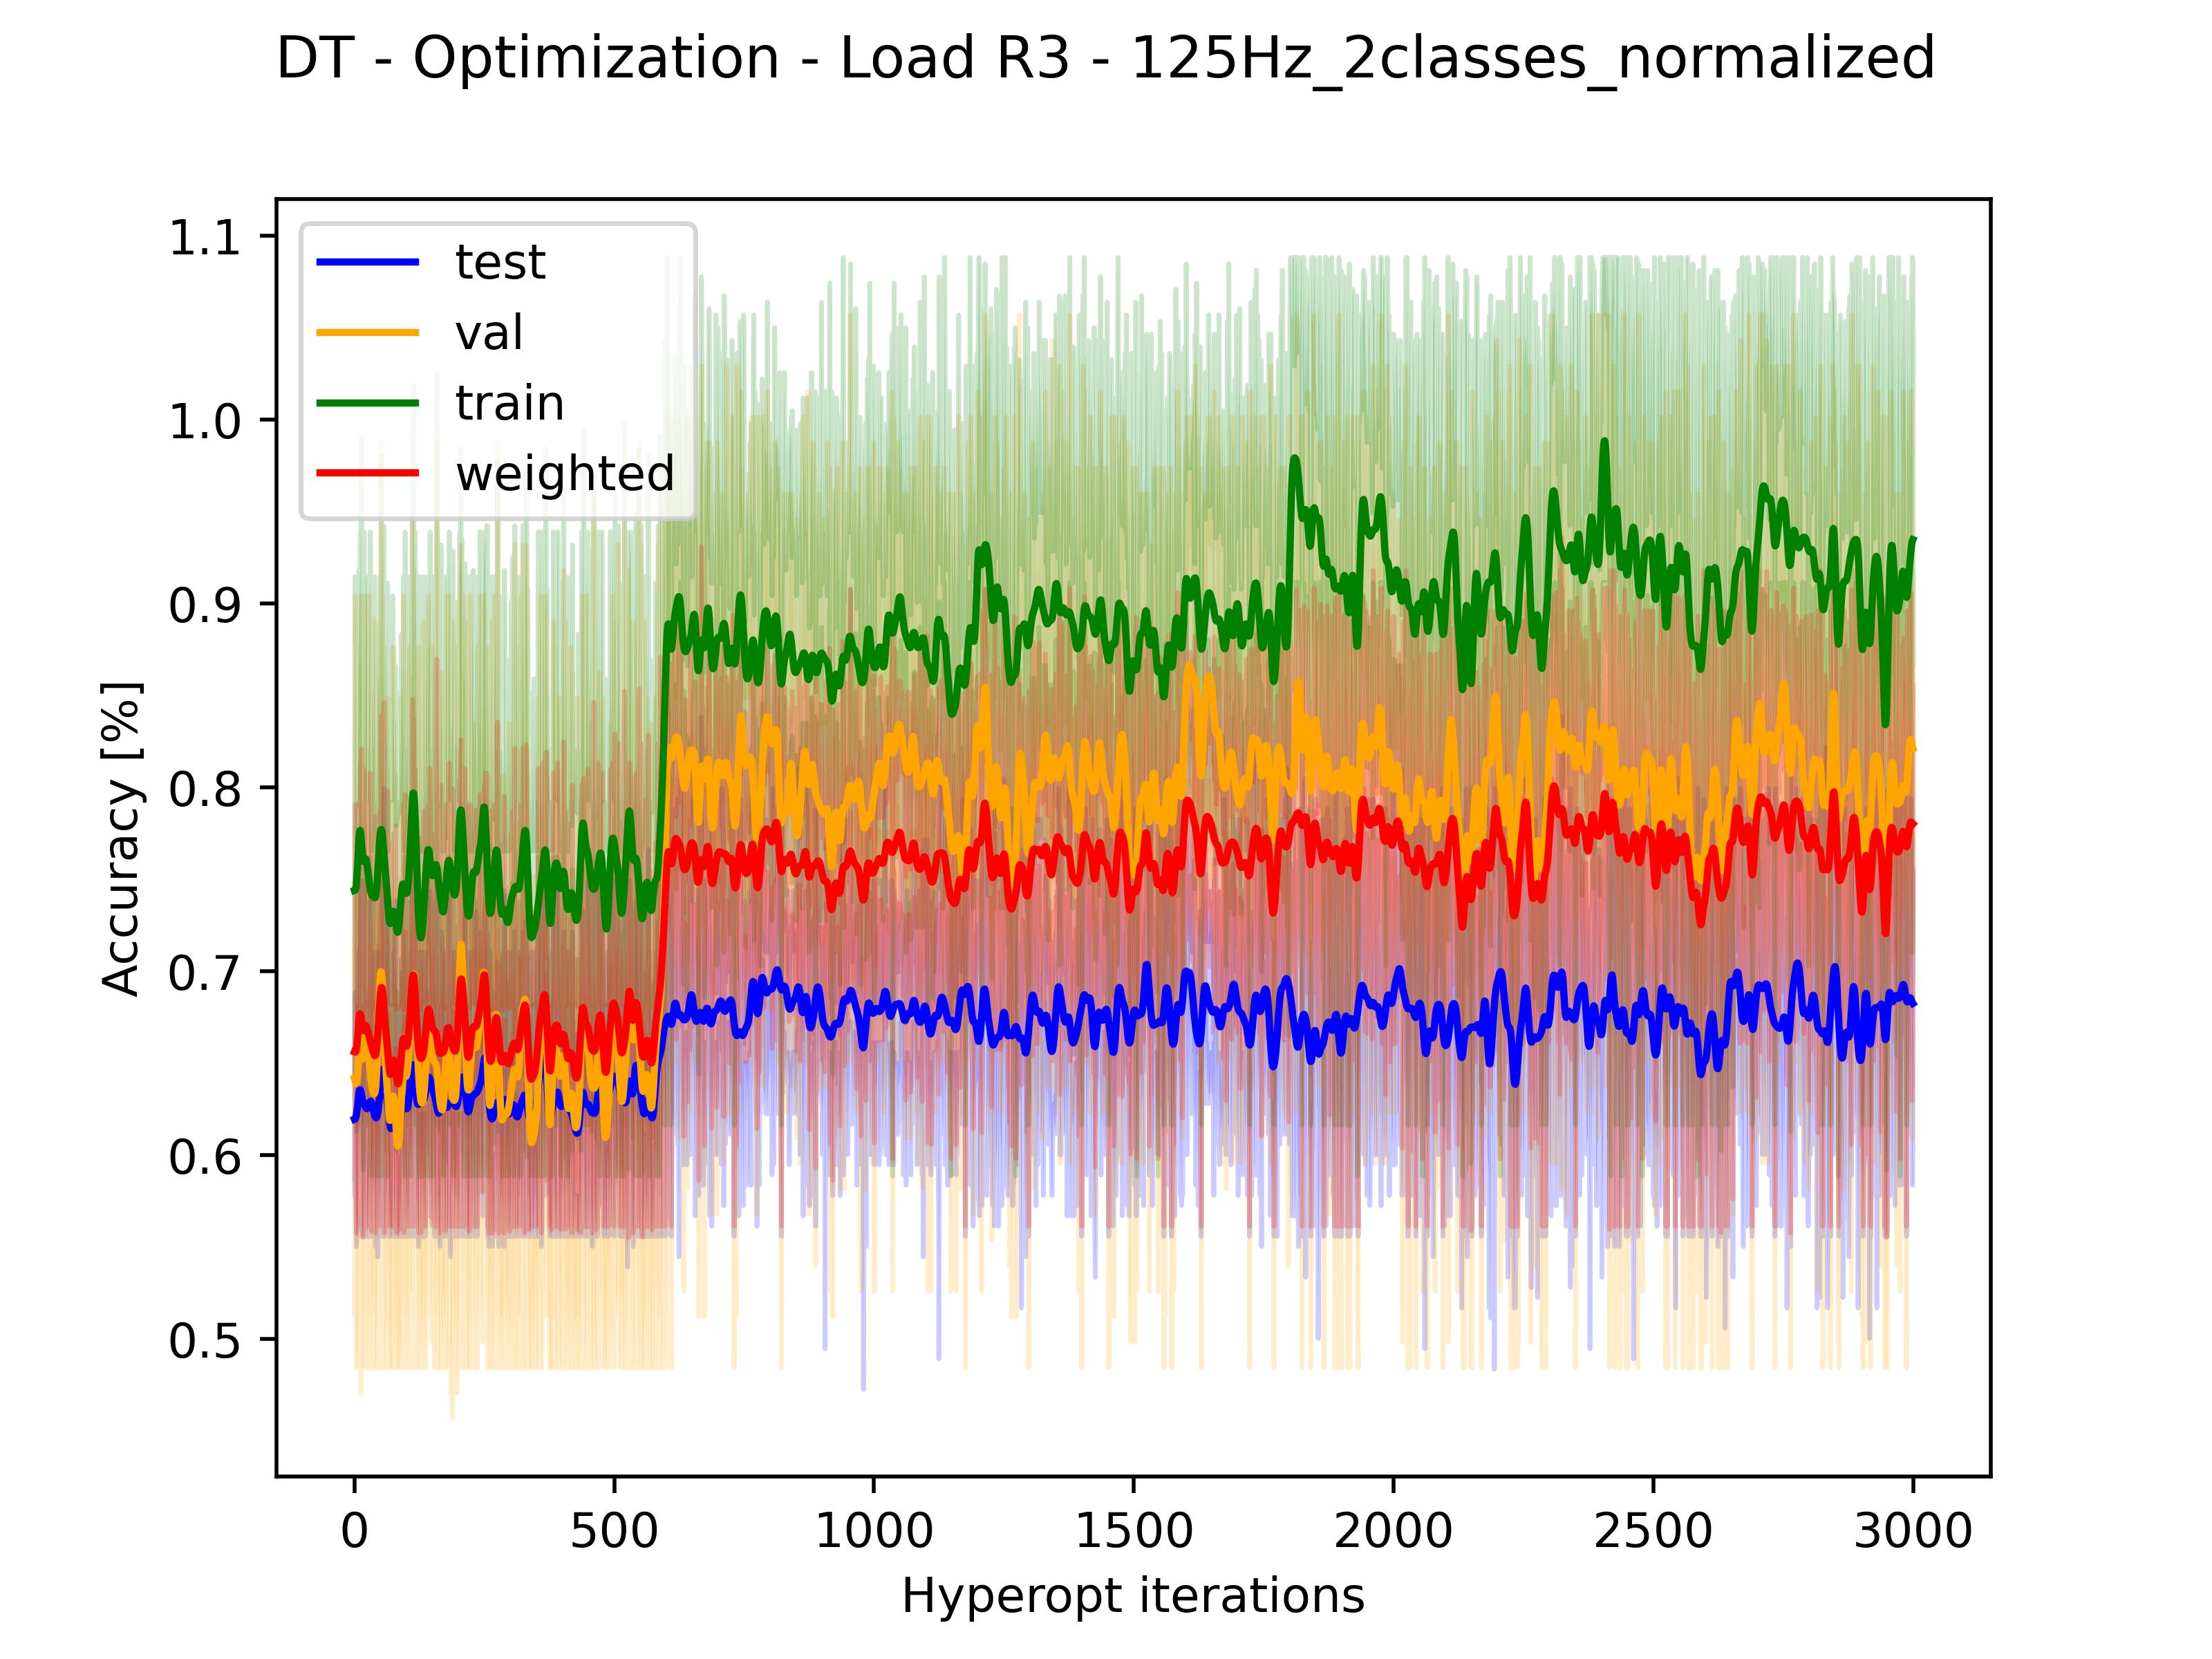 DT - Optimization - Load R3 - 125Hz_2classes_normalized
1.1
1.0
0.9
0.8
0.7
0.6
0.5
Accuracy [%]
test
val
train
weighted
0 500 1000 1500 2000 2500 3000
Hyperopt iterations